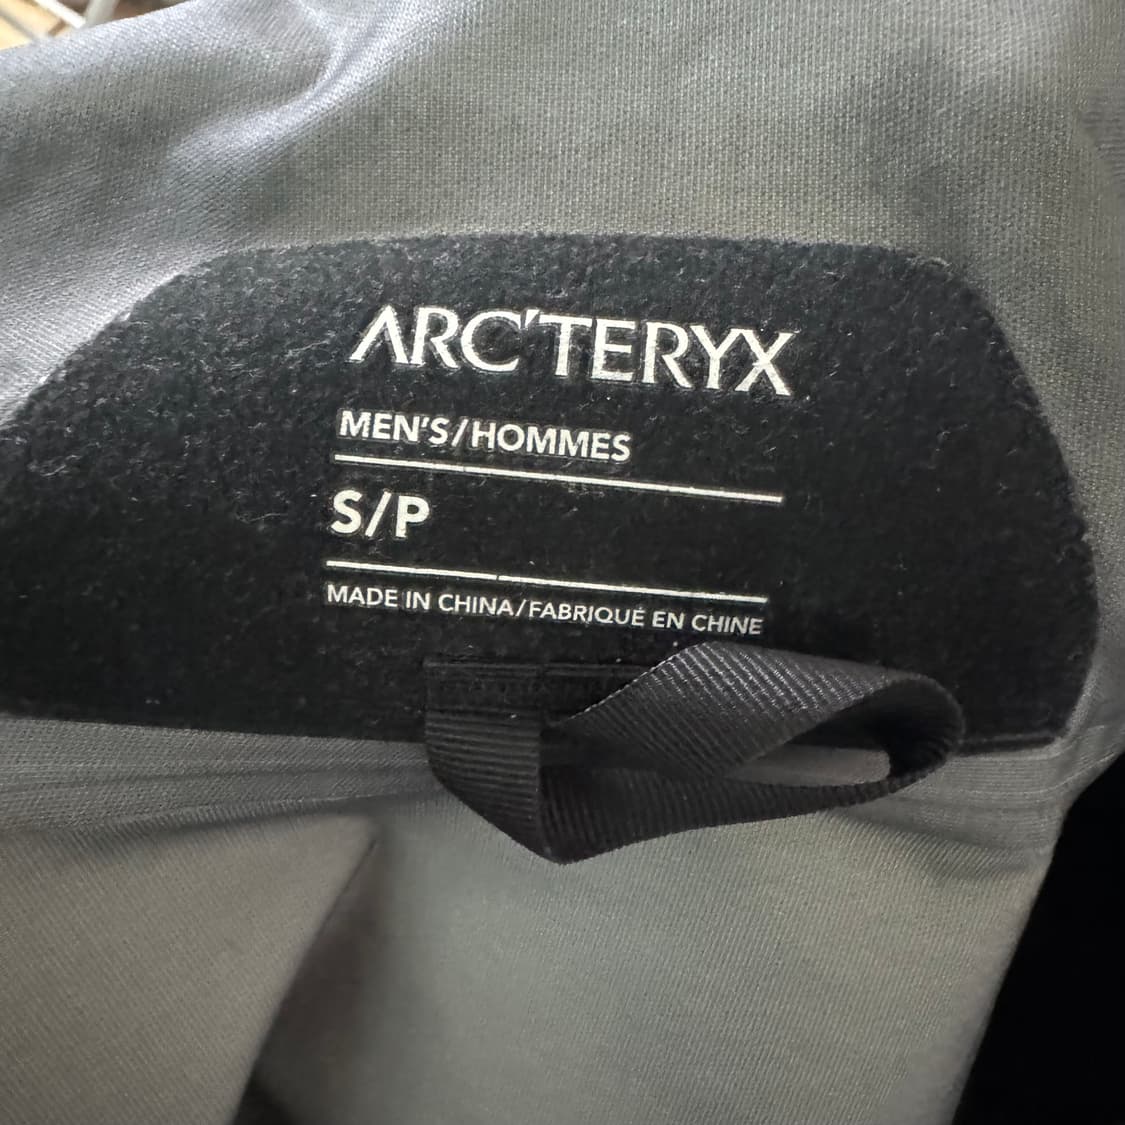 ARC'TERYX
MEN'S/HOMMES
S/P
MADE IN CHINA/FABRIQUÉ EN CHINE